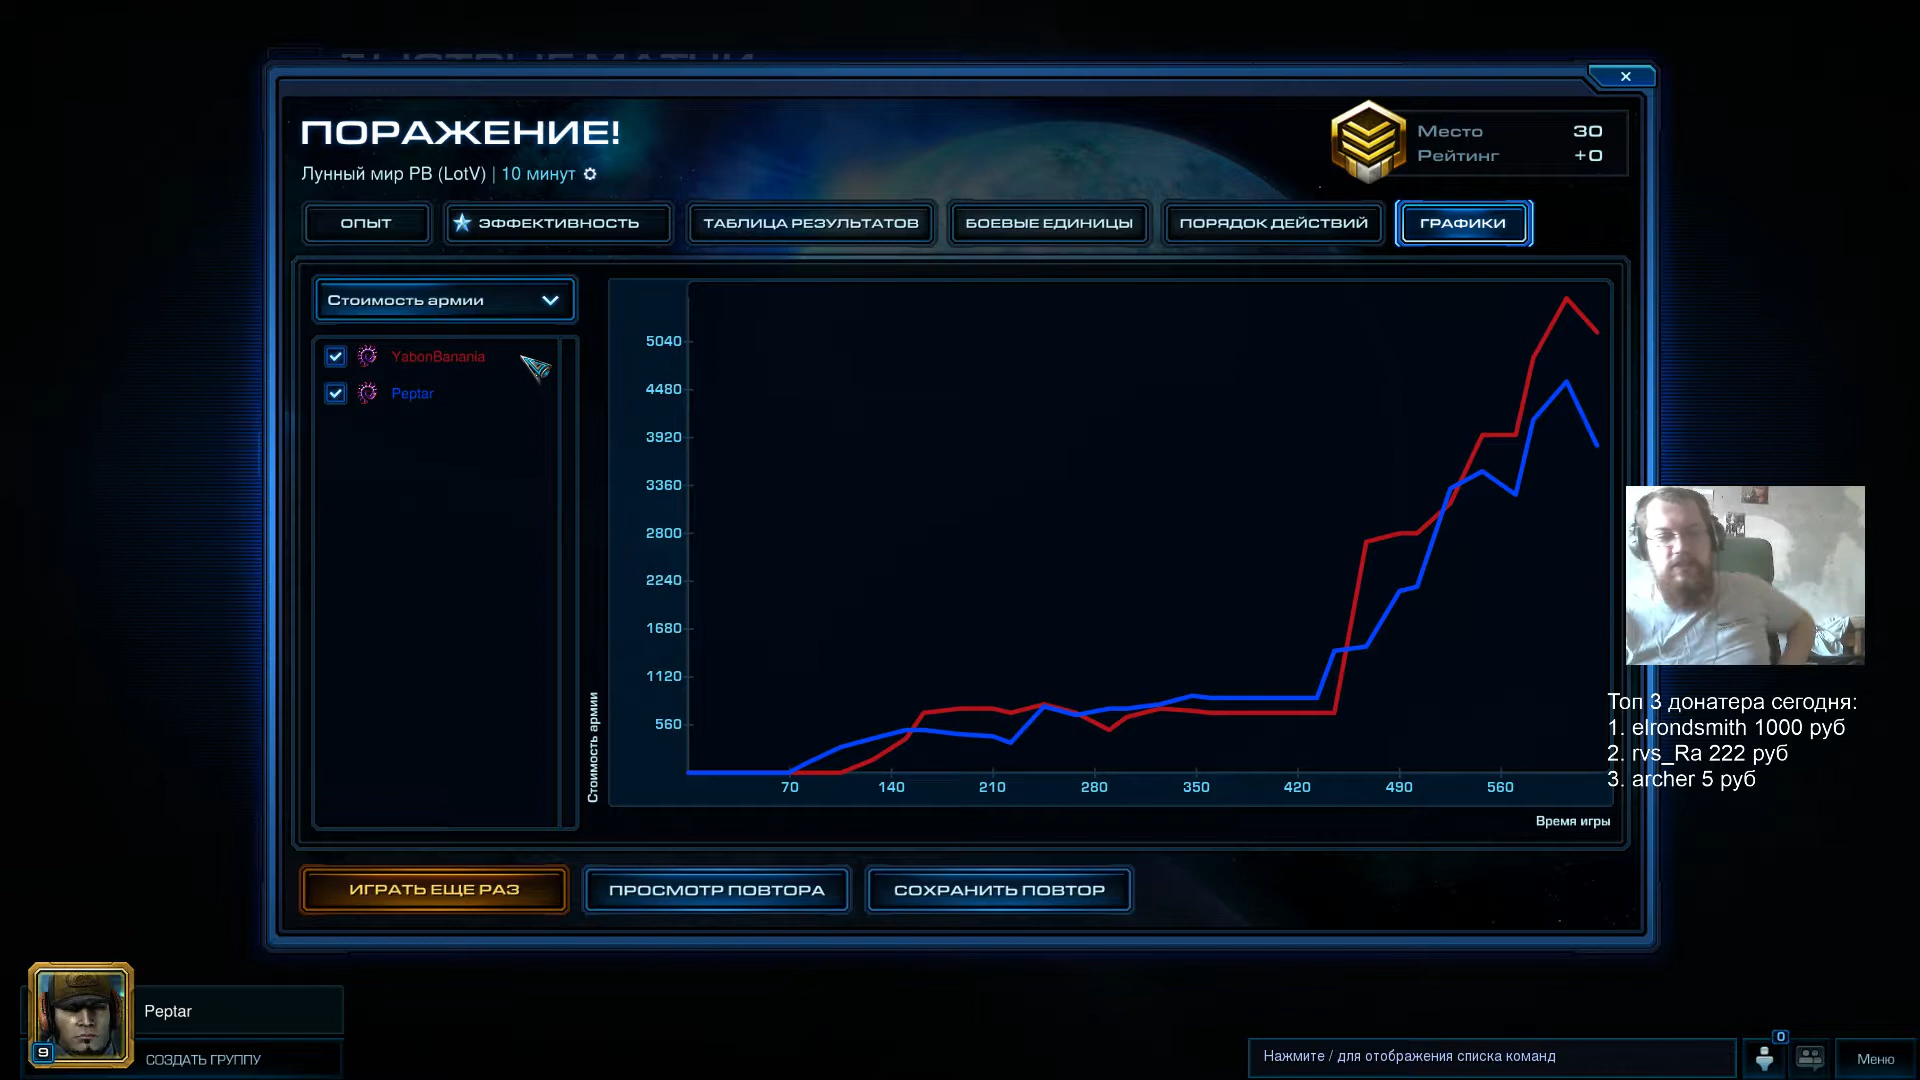 ПОРАЖЕНИЕ!
Лунный мир РВ (LotV) | 10 минут
Место 30
Рейтинг +0
ОПЫТ
ЭФФЕКТИВНОСТЬ
ТАБЛИЦА РЕЗУЛЬТАТОВ
БОЕВЫЕ ЕДИНИЦЫ
ПОРЯДОК ДЕЙСТВИЙ
ГРАФИКИ
Стоимость армии
YabonBanania
Peptar
5040
4480
3920
3360
2800
2240
1680
1120
560
Стоимость армии
70 140 210 280 350 420 490 560
Время игры
Топ 3 донатера сегодня:
1. elrondsmith 1000 руб
2. rvs_Ra 222 руб
3. archer 5 руб
ИГРАТЬ ЕЩЕ РАЗ
ПРОСМОТР ПОВТОРА
СОХРАНИТЬ ПОВТОР
Peptar
9
СОЗДАТЬ ГРУППУ
Нажмите / для отображения списка команд
0
Меню